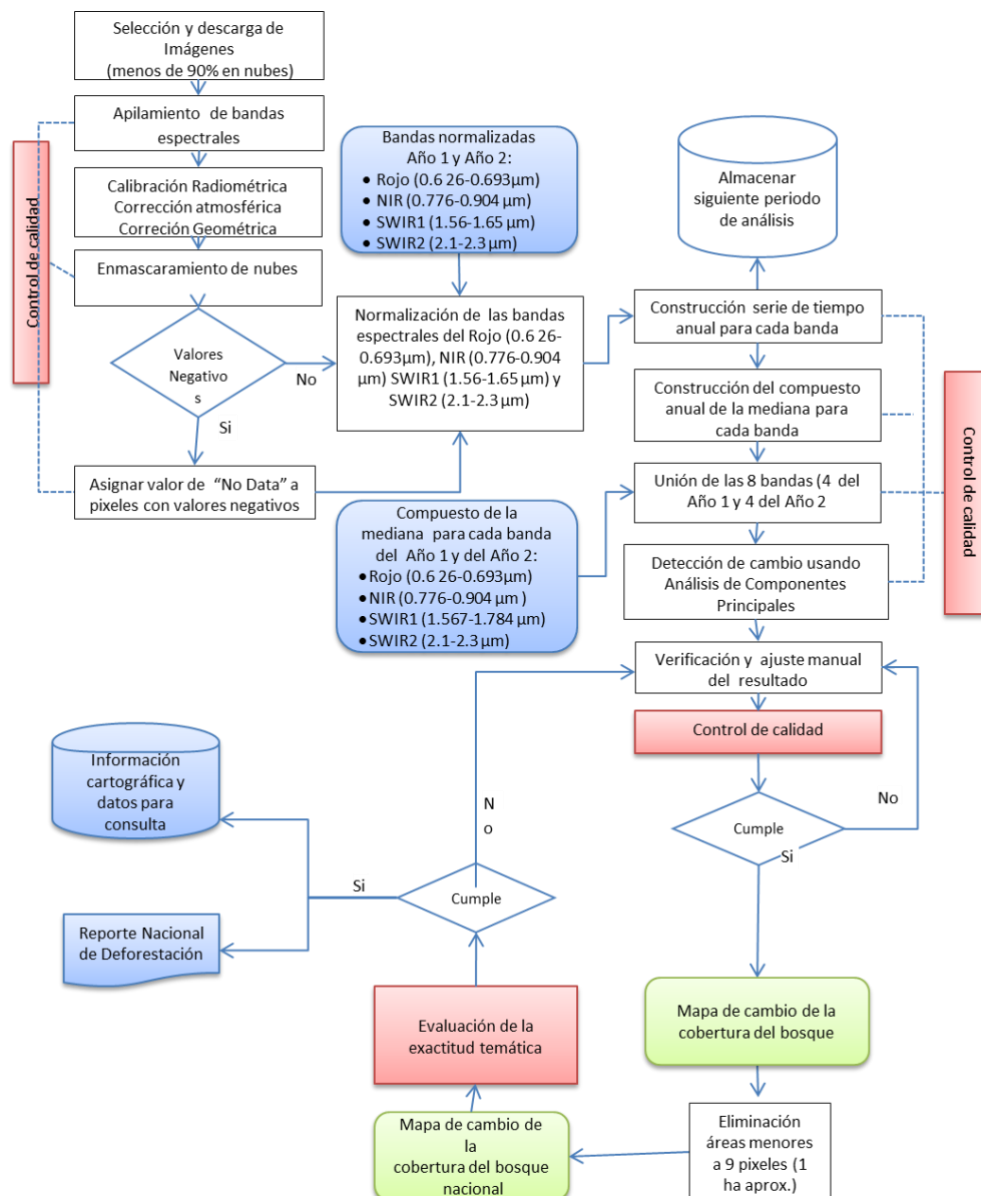 Selección y descarga de
Imágenes
(menos de 90% en nubes)
Apilamiento de bandas
espectrales
Control de calidad
Calibración Radiométrica
Corrección atmosférica
Correción Geométrica
Enmascaramiento de nubes
Valores
Negativo
s
No
Si
Asignar valor de “No Data” a
pixeles con valores negativos
Bandas normalizadas
Año 1 y Año 2:
• Rojo (0.6 26-0.693µm)
• NIR (0.776-0.904 µm)
• SWIR1 (1.56-1.65 µm)
• SWIR2 (2.1-2.3 µm)
Normalización de las bandas
espectrales del Rojo (0.6 26-
0.693µm), NIR (0.776-0.904
µm) SWIR1 (1.56-1.65 µm) y
SWIR2 (2.1-2.3 µm)
Almacenar
siguiente periodo
de análisis
Construcción serie de tiempo
anual para cada banda
Construcción del compuesto
anual de la mediana para
cada banda
Control de calidad
Unión de las 8 bandas (4 del
Año 1 y 4 del Año 2
Compuesto de la
mediana para cada banda
del Año 1 y del Año 2:
• Rojo (0.6 26-0.693µm)
• NIR (0.776-0.904 µm )
• SWIR1 (1.567-1.784 µm)
• SWIR2 (2.1-2.3 µm)
Detección de cambio usando
Análisis de Componentes
Principales
Verificación y ajuste manual
del resultado
Control de calidad
Cumple
No
Si
Mapa de cambio de la
cobertura del bosque
Eliminación
áreas menores
a 9 pixeles (1
ha aprox.)
Mapa de cambio de
la
cobertura del bosque
nacional
Evaluación de la
exactitud temática
Cumple
N
o
Si
Información
cartográfica y
datos para
consulta
Reporte Nacional
de Deforestación